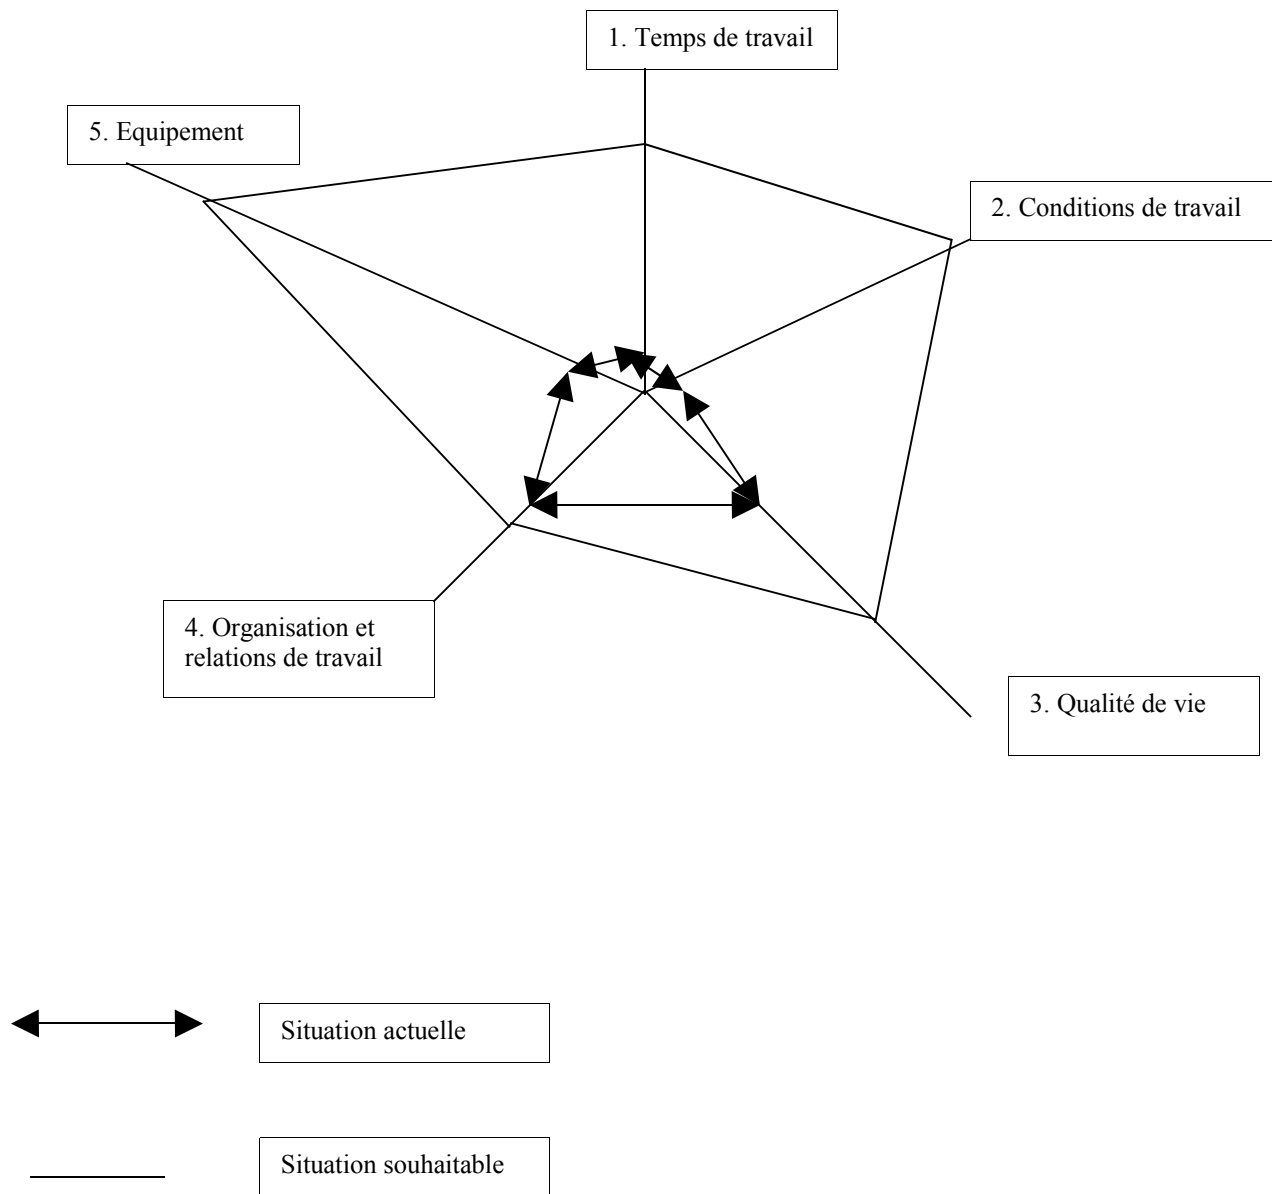 1. Temps de travail
5. Equipement
2. Conditions de travail
4. Organisation et
relations de travail
3. Qualité de vie
Situation actuelle
Situation souhaitable